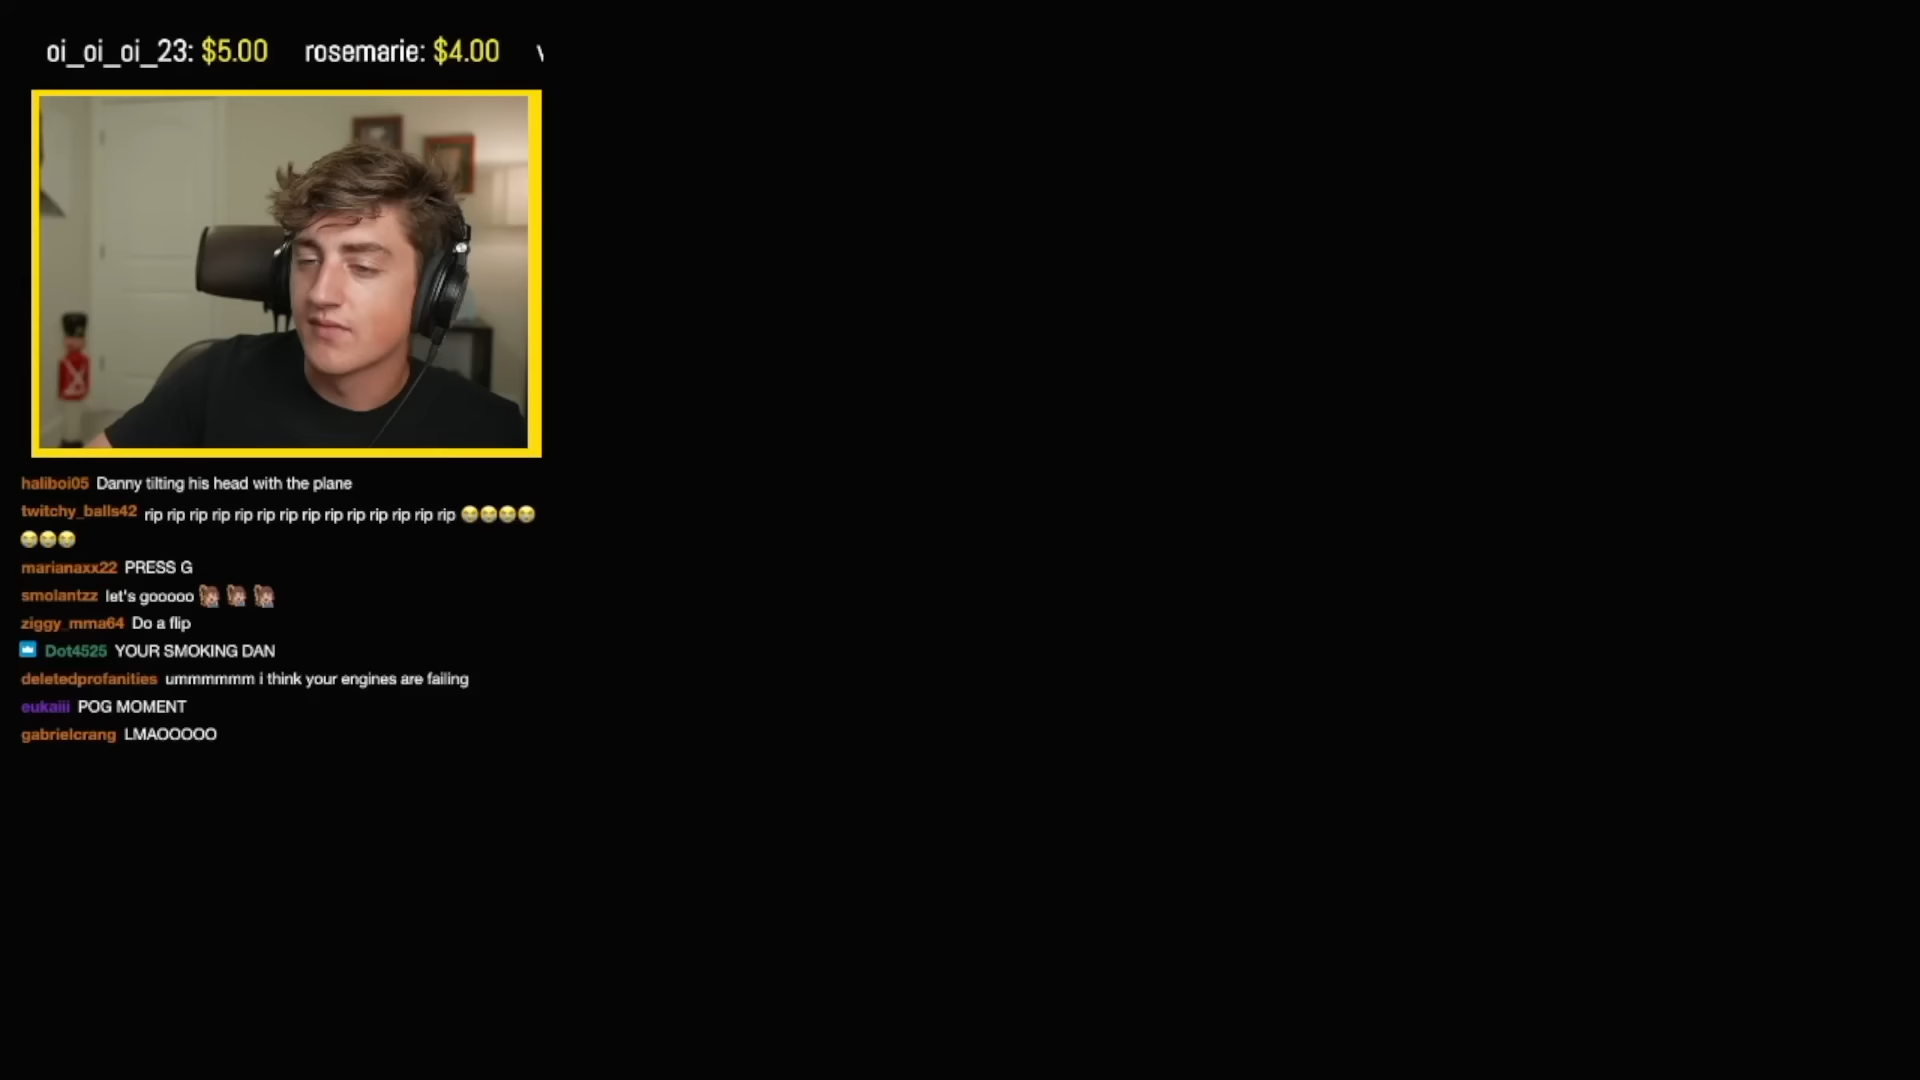 oi_oi_oi_23: $5.00 rosemarie: $4.00
haliboi05 Danny tilting his head with the plane
twitchy_balls42 rip rip rip rip rip rip rip rip rip rip rip rip rip rip 😂😂😂😂
😂😂😂
marianaxx22 PRESS G
smolantzz let's gooooo
ziggy_mma64 Do a flip
Dot4525 YOUR SMOKING DAN
deletedprofanities ummmmmm i think your engines are failing
eukaiii POG MOMENT
gabrielcrang LMAOOOOO